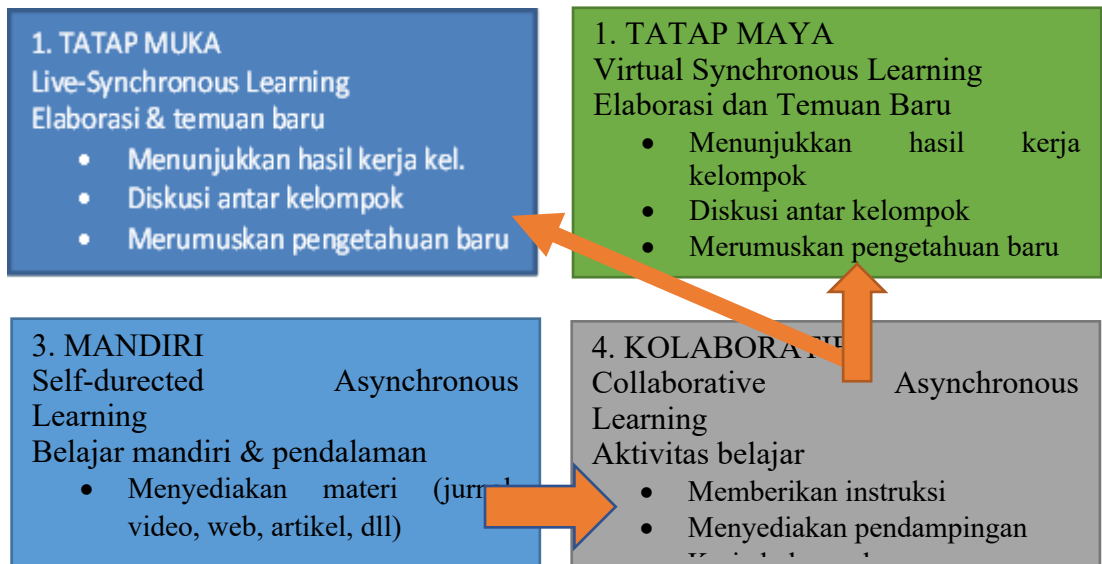 1. TATAP MUKA
Live-Synchronous Learning
Elaborasi & temuan baru
• Menunjukkan hasil kerja kel.
• Diskusi antar kelompok
• Merumuskan pengetahuan baru
1. TATAP MAYA
Virtual Synchronous Learning
Elaborasi dan Temuan Baru
• Menunjukkan hasil kerja
kelompok
• Diskusi antar kelompok
• Merumuskan pengetahuan baru
3. MANDIRI
Self-durected Asynchronous
Learning
Belajar mandiri & pendalaman
• Menyediakan materi (jurnal,
video, web, artikel, dll)
4. KOLABORATIF
Collaborative Asynchronous
Learning
Aktivitas belajar
• Memberikan instruksi
• Menyediakan pendampingan